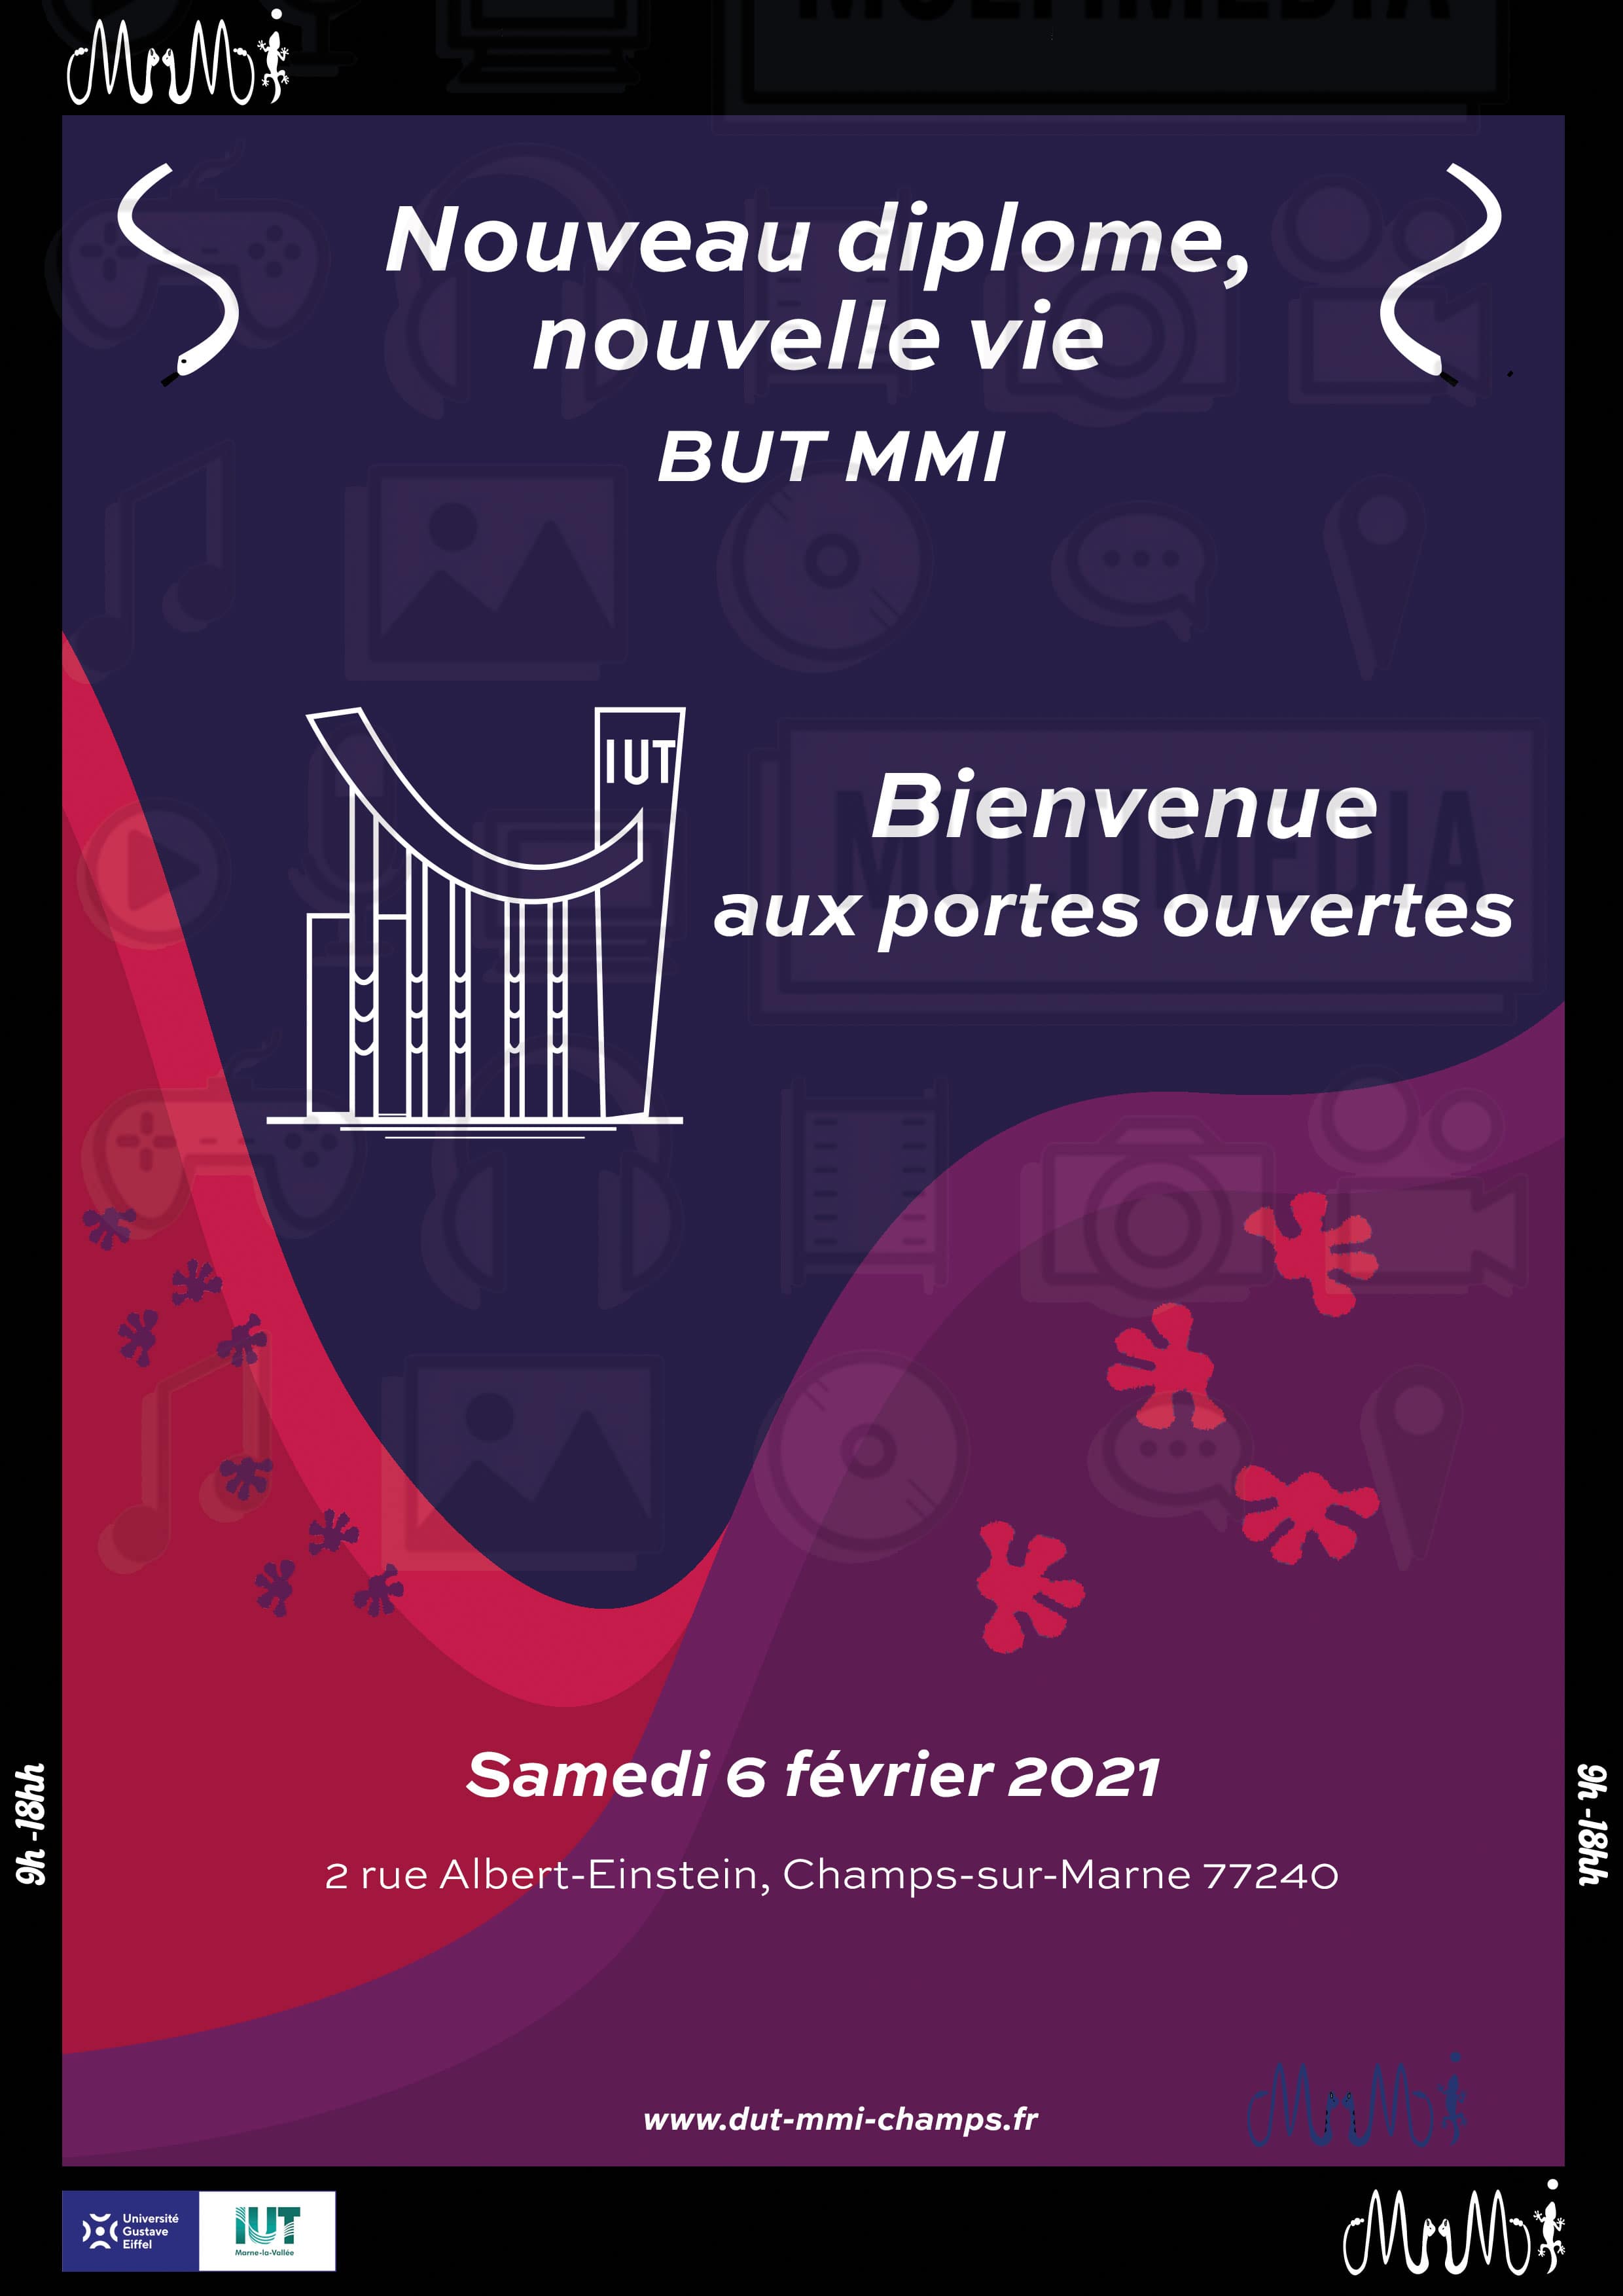 MMI
MULTIMEDIA
Nouveau diplome,
nouvelle vie
BUT MMI
IUT
Bienvenue
aux portes ouvertes
MULTIMEDIA
Samedi 6 février 2021
2 rue Albert-Einstein, Champs-sur-Marne 77240
9h -18hh
9h -18hh
www.dut-mmi-champs.fr
MMI
Université
Gustave
Eiffel
IUT
Marne-la-Vallée
MMI